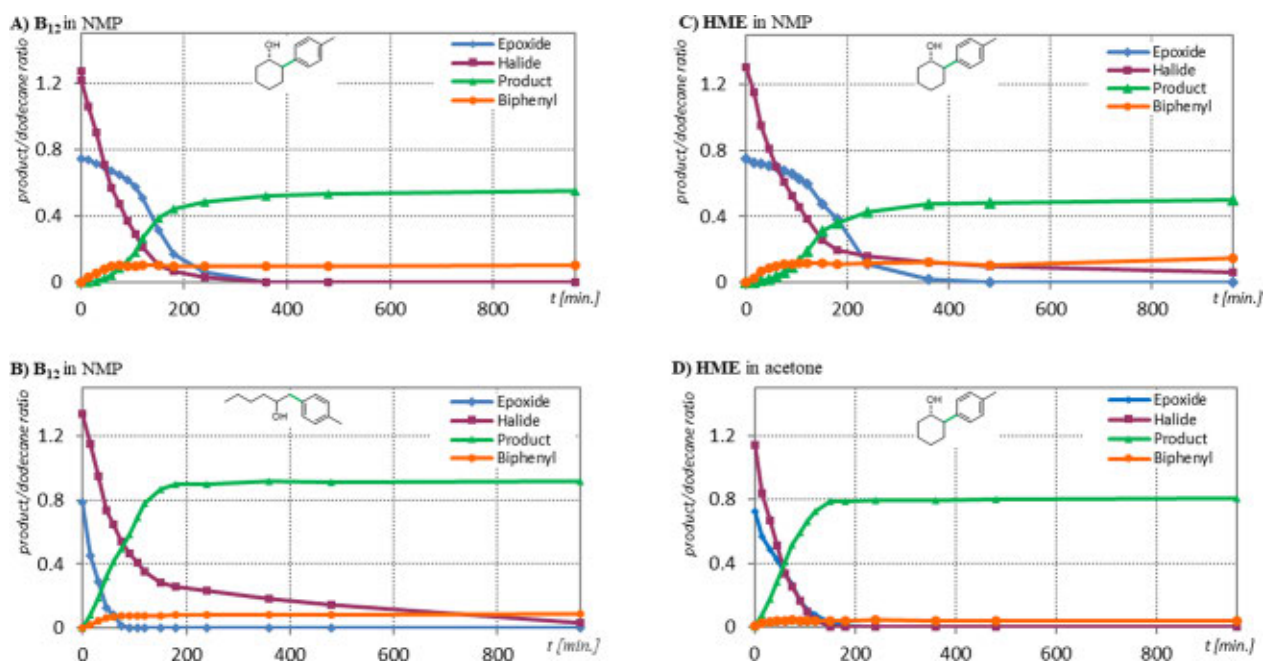 A) B12 in NMP
product/dodecane ratio
1.2
0.8
0.4
0
OH
Epoxide
Halide
Product
Biphenyl
0
200
400
600
800
t [min.]
C) HME in NMP
product/dodecane ratio
1.2
0.8
0.4
0
OH
Epoxide
Halide
Product
Biphenyl
0
200
400
600
800
t [min.]
B) B12 in NMP
product/dodecane ratio
1.2
0.8
0.4
0
OH
Epoxide
Halide
Product
Biphenyl
0
200
400
600
800
t [min.]
D) HME in acetone
product/dodecane ratio
1.2
0.8
0.4
0
OH
Epoxide
Halide
Product
Biphenyl
0
200
400
600
800
t [min.]